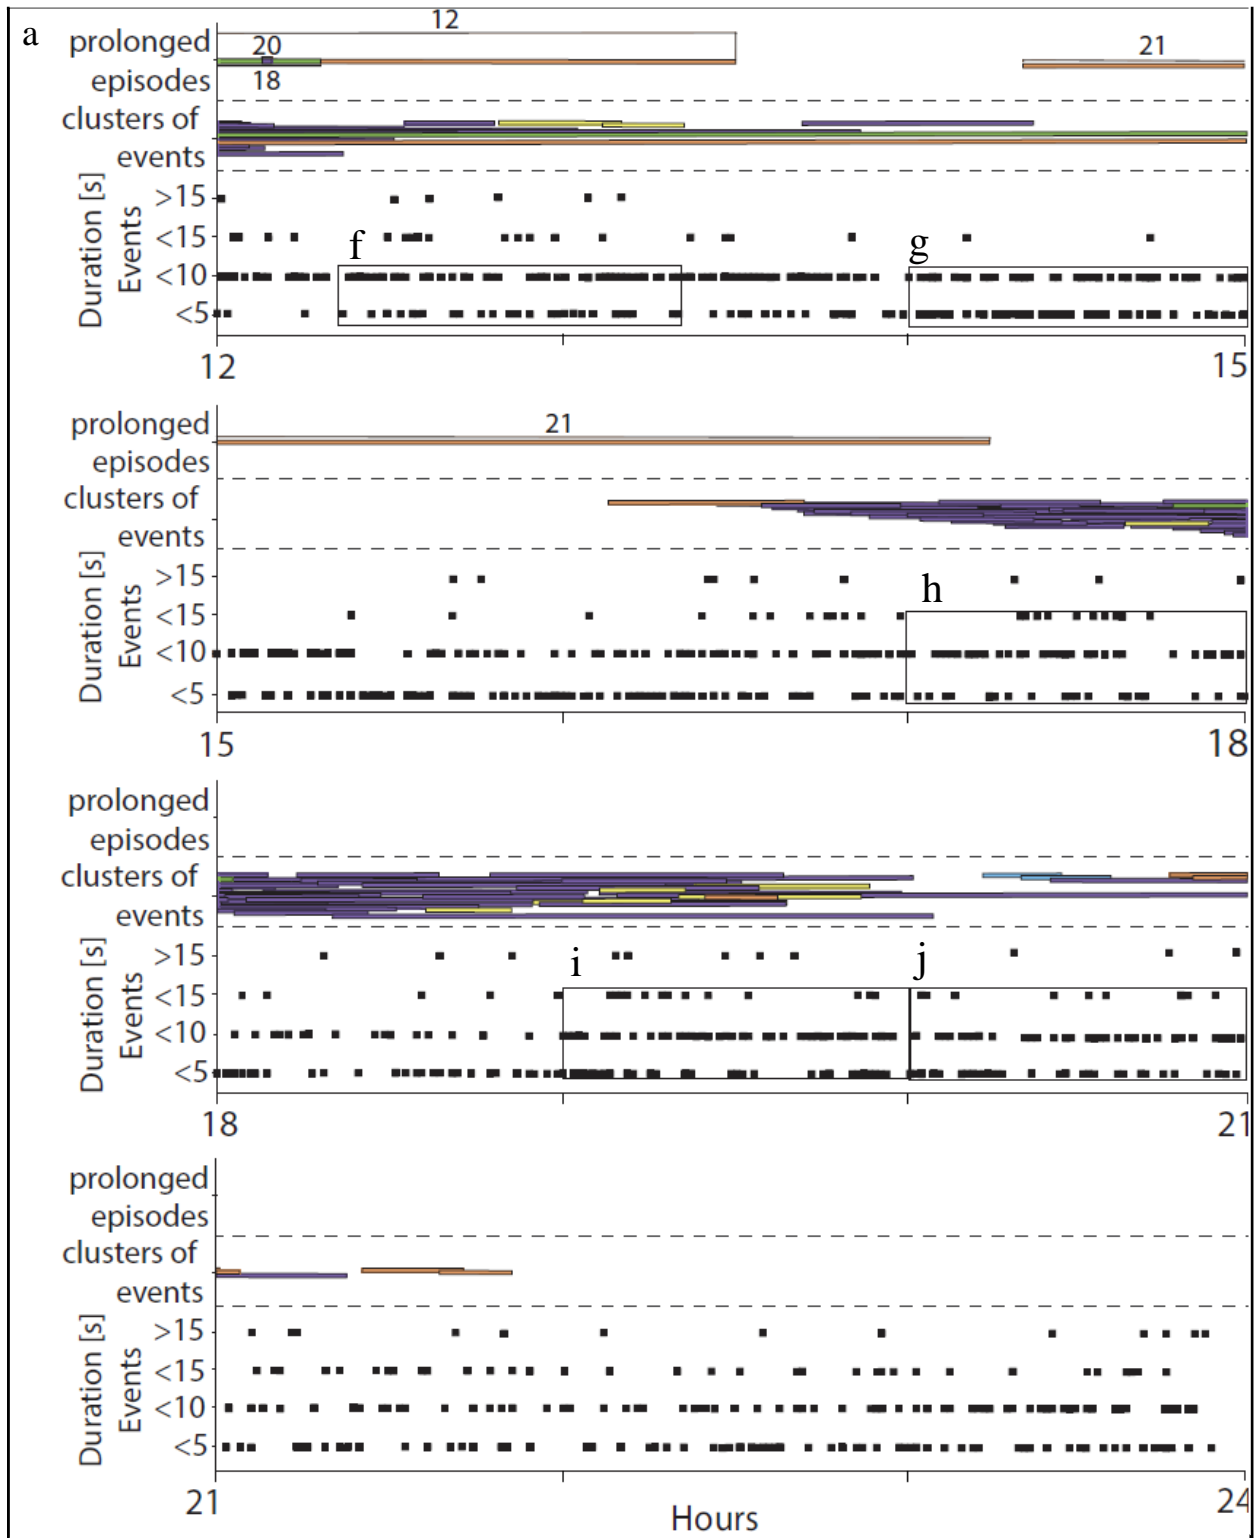 a
12
prolonged
20
21
episodes
18
clusters of
events
Duration [s]
Events
>15
<15
f
g
<10
<5
12
15
prolonged
21
episodes
clusters of
events
Duration [s]
Events
>15
h
<15
<10
<5
15
18
prolonged
episodes
clusters of
events
Duration [s]
Events
>15
i
j
<15
<10
<5
18
21
prolonged
episodes
clusters of
events
Duration [s]
Events
>15
<15
<10
<5
21
24
Hours